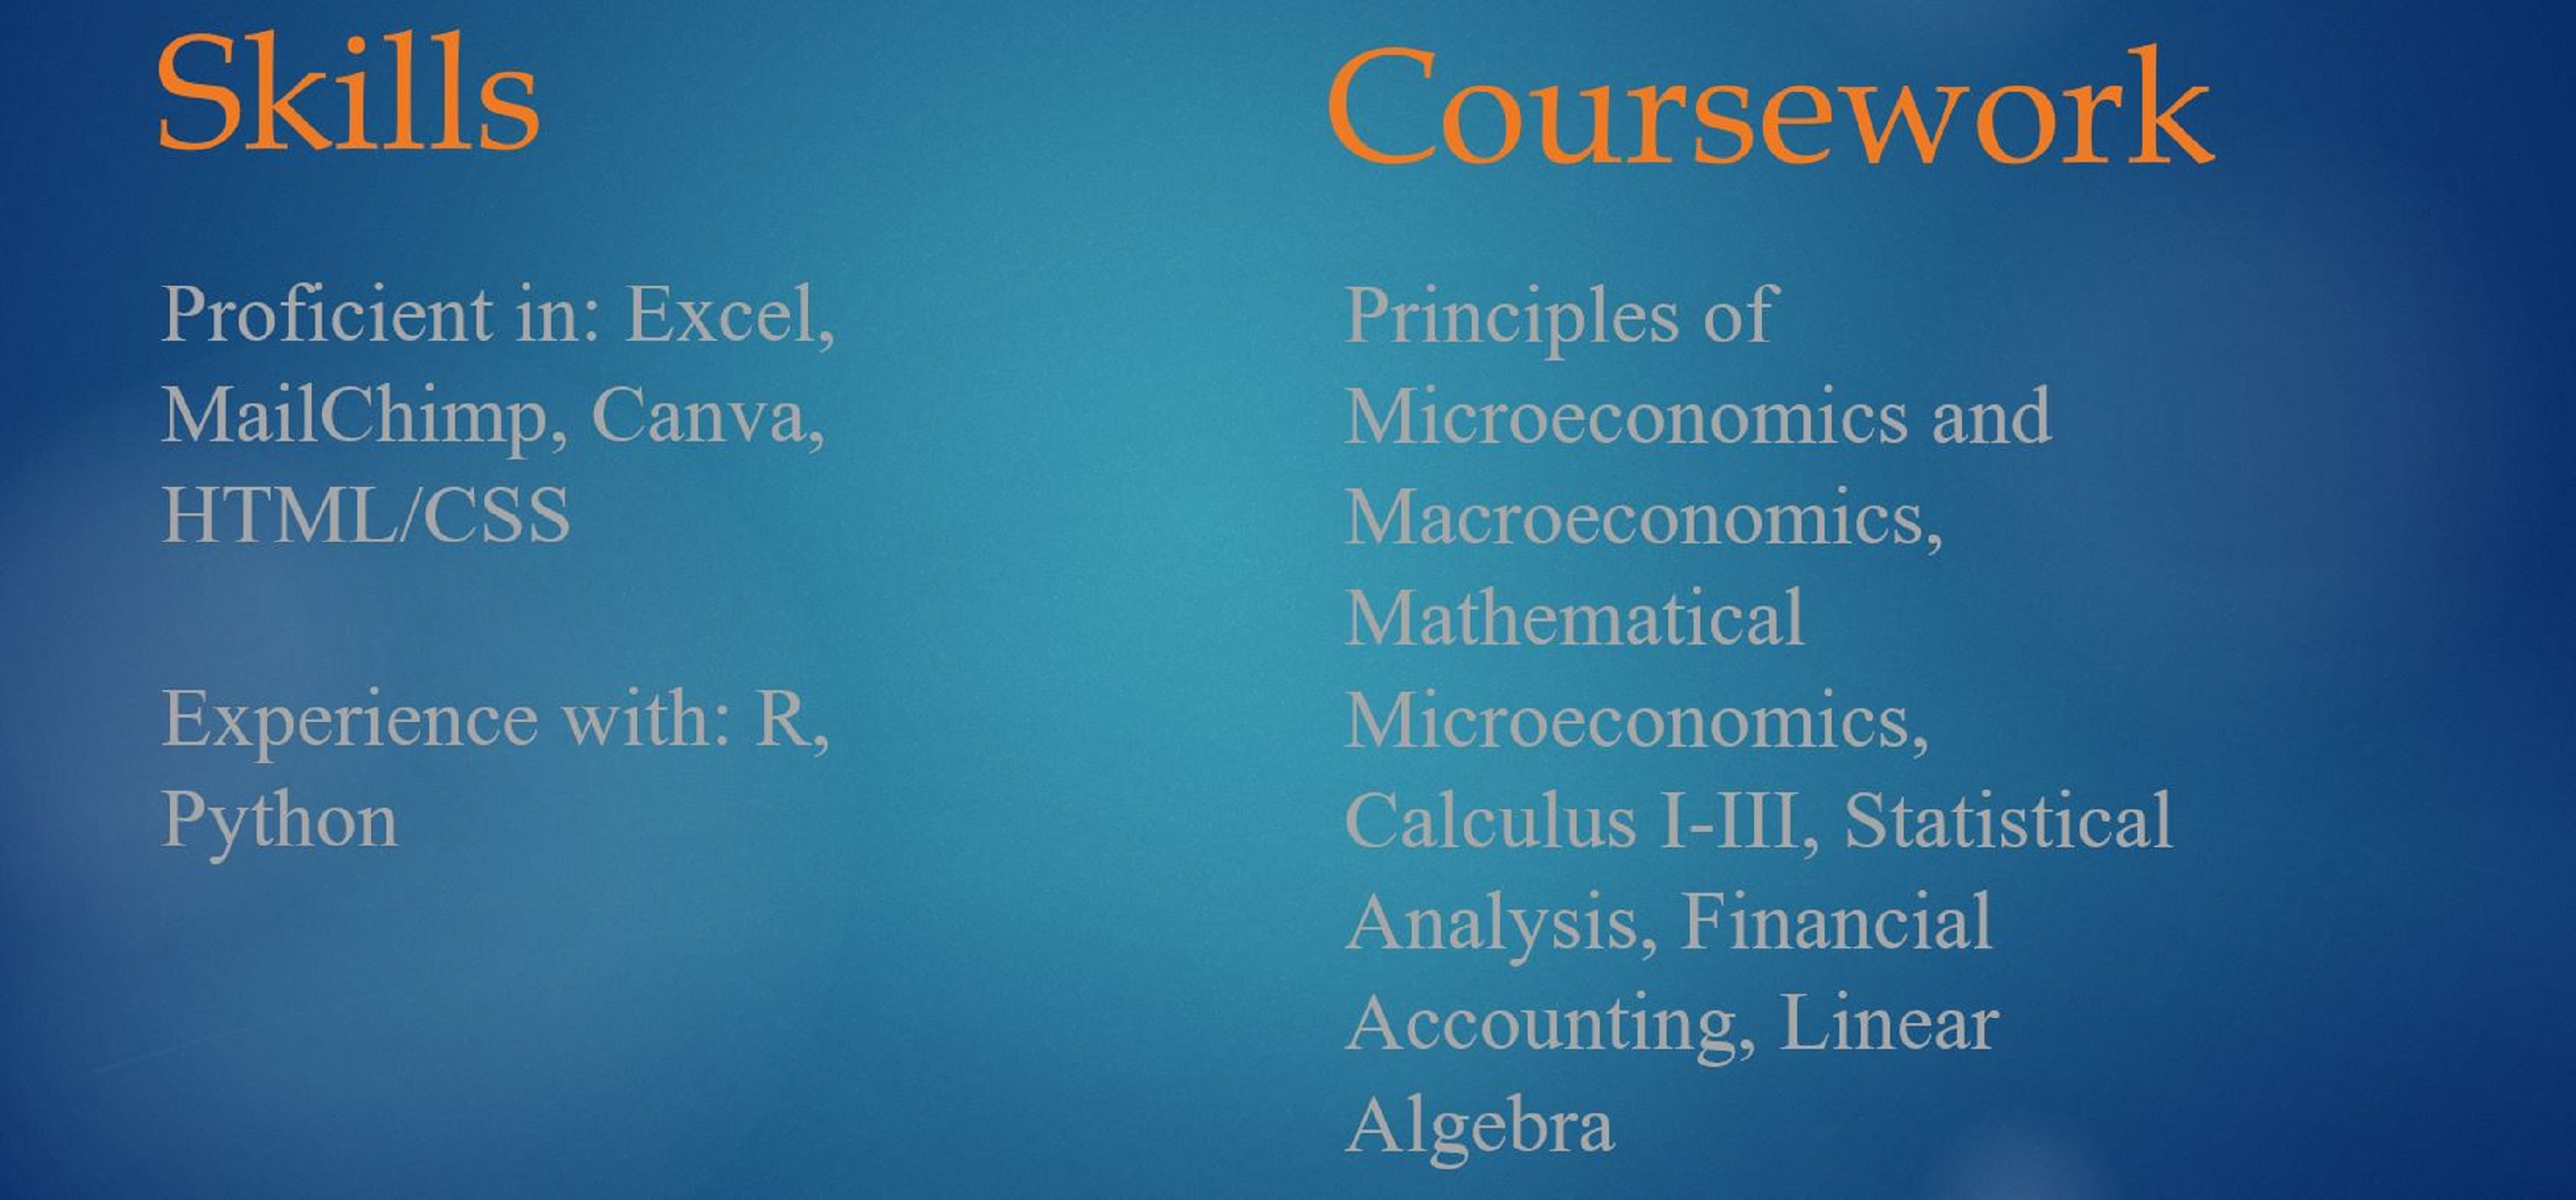 Skills
Proficient in: Excel,
MailChimp, Canva,
HTML/CSS
Experience with: R,
Python
Coursework
Principles of
Microeconomics and
Macroeconomics,
Mathematical
Microeconomics,
Calculus I-III, Statistical
Analysis, Financial
Accounting, Linear
Algebra